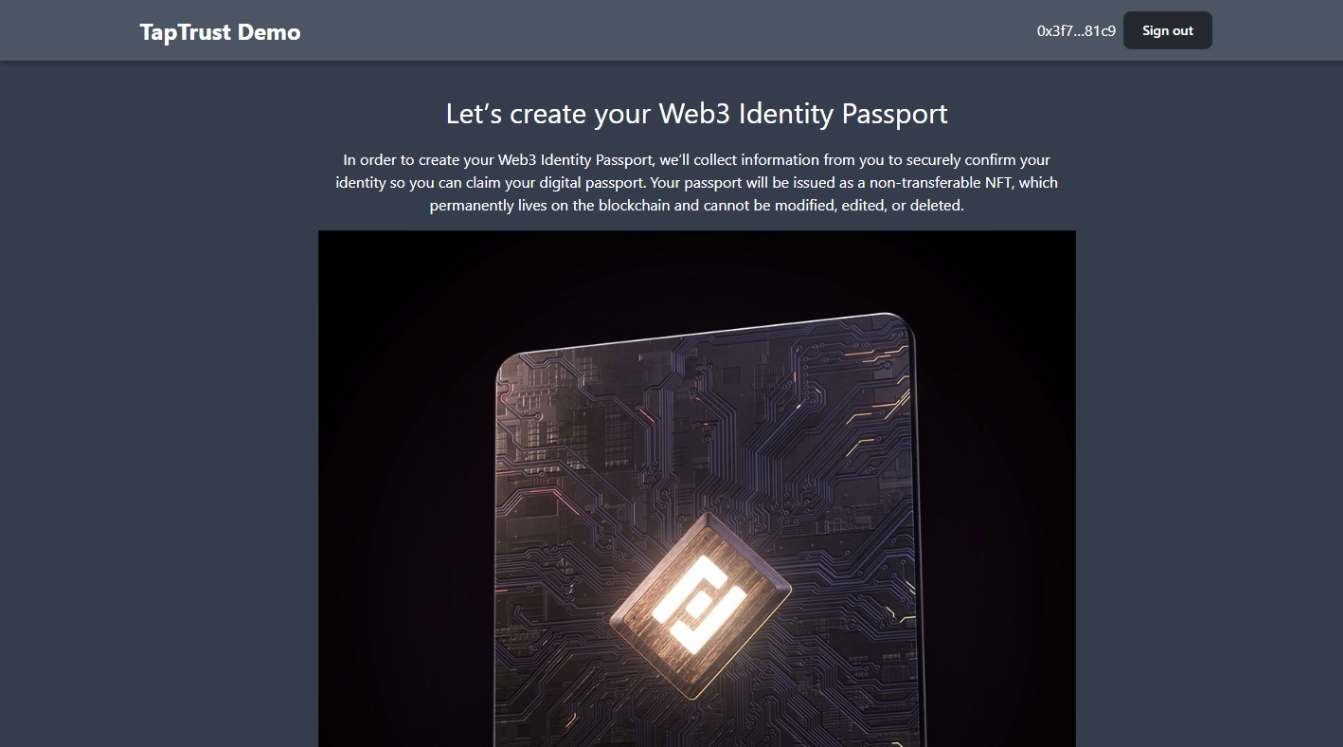 TapTrust Demo
0x3f7...81c9
Sign out
Let’s create your Web3 Identity Passport
In order to create your Web3 Identity Passport, we’ll collect information from you to securely confirm your
identity so you can claim your digital passport. Your passport will be issued as a non-transferable NFT, which
permanently lives on the blockchain and cannot be modified, edited, or deleted.